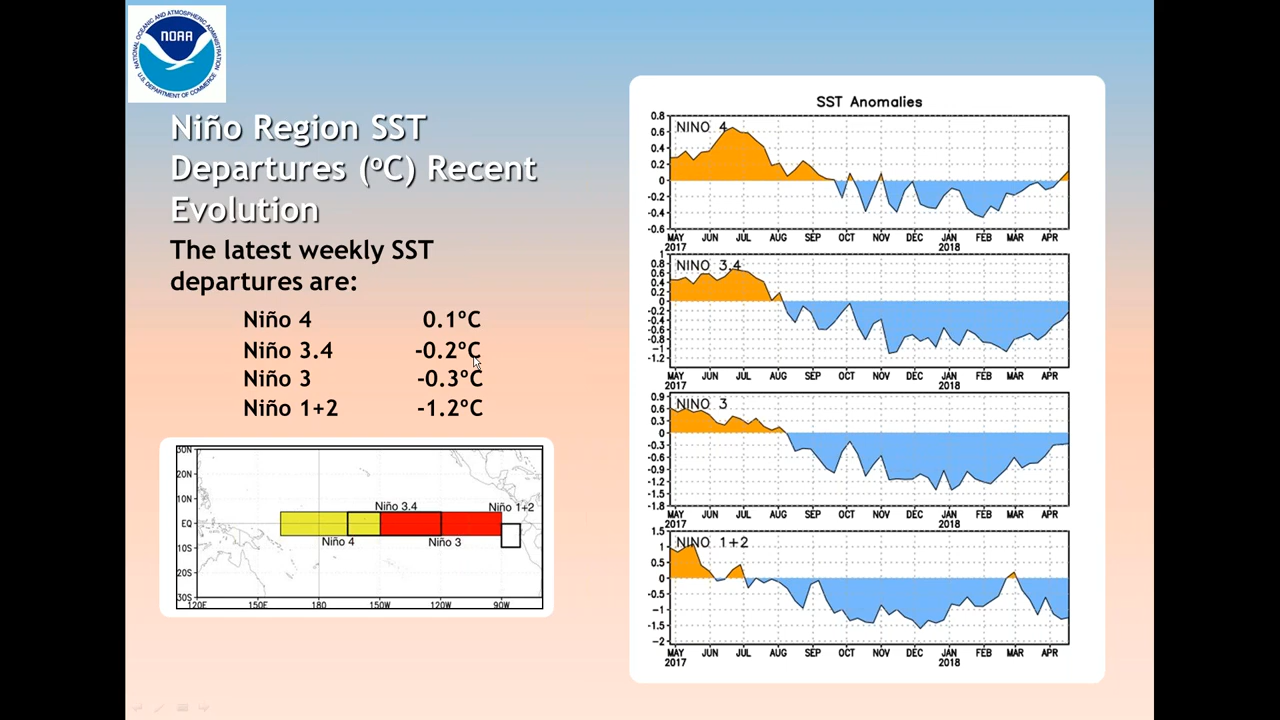 NATIONAL OCEANIC AND ATMOSPHERIC ADMINISTRATION
NOAA
U.S. DEPARTMENT OF COMMERCE
Niño Region SST
Departures (ºC) Recent
Evolution
The latest weekly SST
departures are:
Niño 4 0.1ºC
Niño 3.4 -0.2ºC
Niño 3 -0.3ºC
Niño 1+2 -1.2ºC
30N
20N
10N
EQ
10S
20S
30S
120E 150E 180 150W 120W 90W
Niño 3.4
Niño 1+2
Niño 4
Niño 3
SST Anomalies
NINO 4
0.8
0.6
0.4
0.2
0
-0.2
-0.4
-0.6
MAY JUN JUL AUG SEP OCT NOV DEC JAN FEB MAR APR
2017 2018
NINO 3.4
1
0.8
0.6
0.4
0.2
0
-0.2
-0.4
-0.6
-0.8
-1
-1.2
MAY JUN JUL AUG SEP OCT NOV DEC JAN FEB MAR APR
2017 2018
NINO 3
0.9
0.6
0.3
0
-0.3
-0.6
-0.9
-1.2
-1.5
-1.8
MAY JUN JUL AUG SEP OCT NOV DEC JAN FEB MAR APR
2017 2018
NINO 1+2
1.5
1
0.5
0
-0.5
-1
-1.5
-2
MAY JUN JUL AUG SEP OCT NOV DEC JAN FEB MAR APR
2017 2018